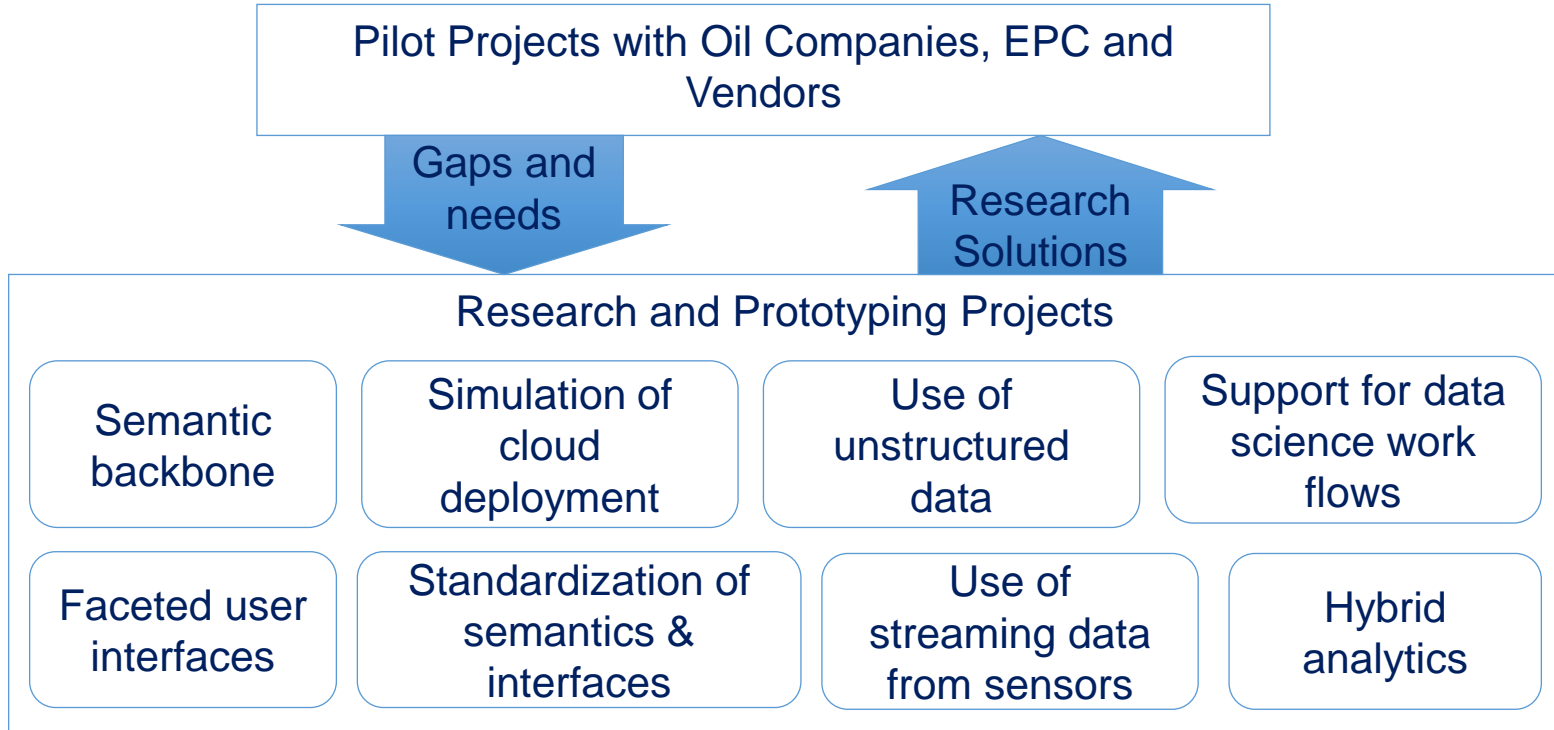 Pilot Projects with Oil Companies, EPC and
Vendors
Gaps and
needs
Research
Solutions
Research and Prototyping Projects
Semantic
backbone
Simulation of
cloud
deployment
Use of
unstructured
data
Support for data
science work
flows
Faceted user
interfaces
Standardization of
semantics &
interfaces
Use of
streaming data
from sensors
Hybrid
analytics